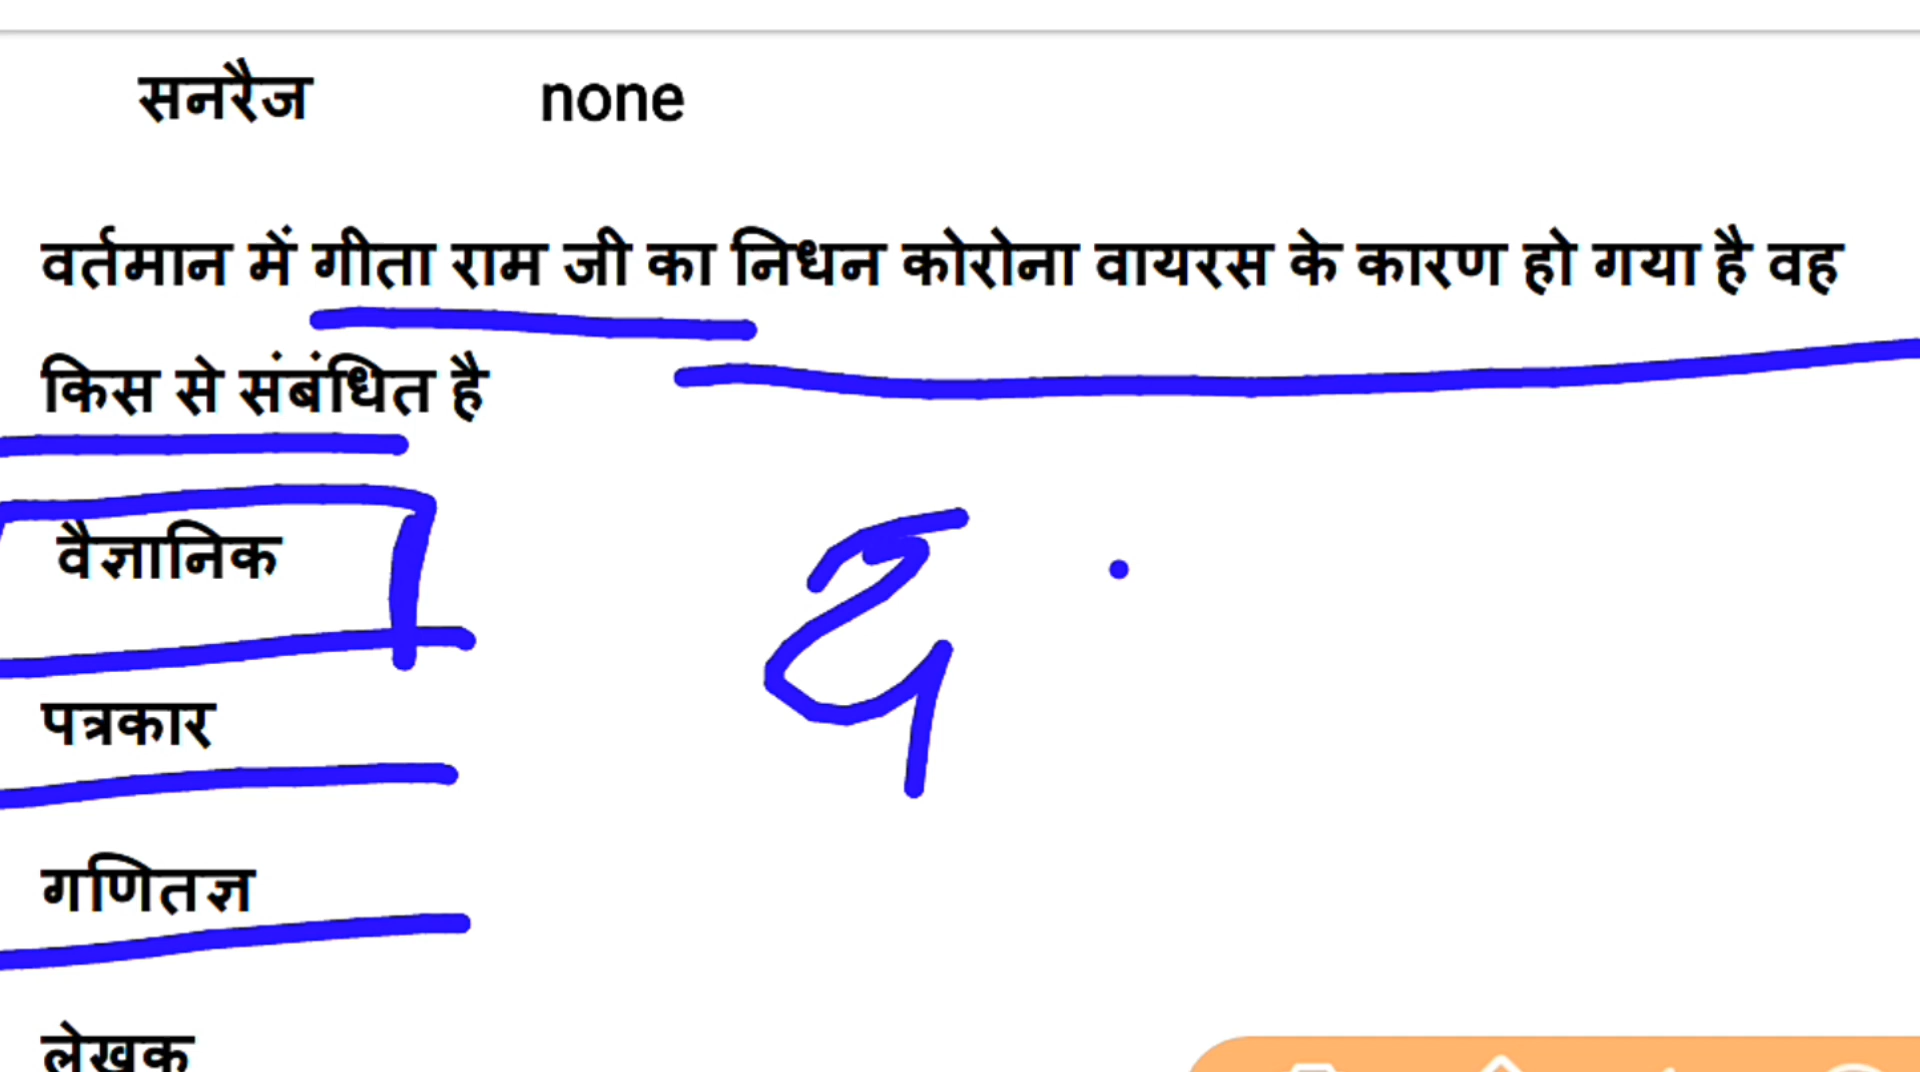 सनरैज none
वर्तमान में गीता राम जी का निधन कोरोना वायरस के कारण हो गया है वह
किस से संबंधित है
वैज्ञानिक
पत्रकार
गणितज्ञ
लेखक